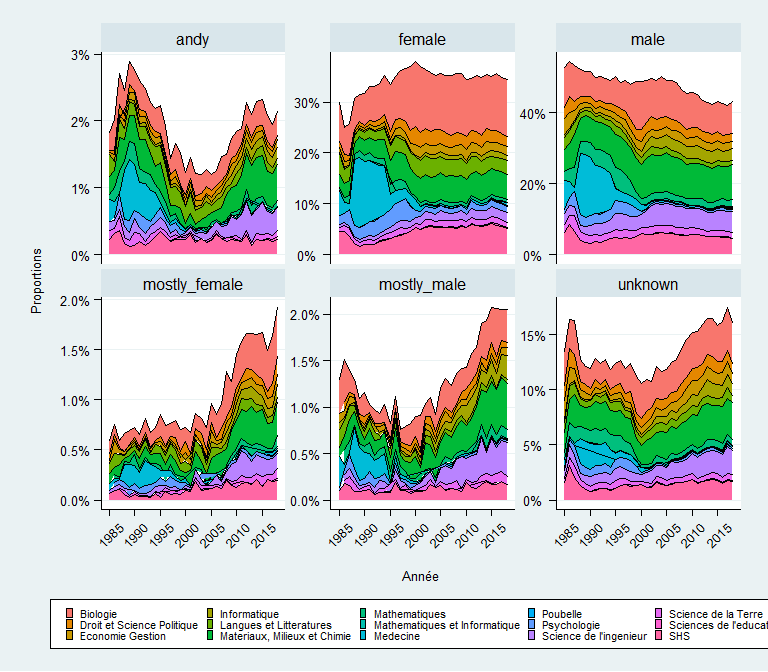 andy female male
3% 2% 1% 0%
30% 20% 10% 0%
40% 20% 0%
mostly_female mostly_male unknown
2.0% 1.5% 1.0% 0.5% 0.0%
2.0% 1.5% 1.0% 0.5% 0.0%
15% 10% 5% 0%
Proportions
1985 1990 1995 2000 2005 2010 2015
1985 1990 1995 2000 2005 2010 2015
1985 1990 1995 2000 2005 2010 2015
Année
Biologie Informatique Mathematiques Poubelle Science de la Terre
Droit et Science Politique Langues et Litteratures Mathematiques et Informatique Psychologie Sciences de l'educat
Economie Gestion Materiaux, Milieux et Chimie Medecine Science de l'ingenieur SHS